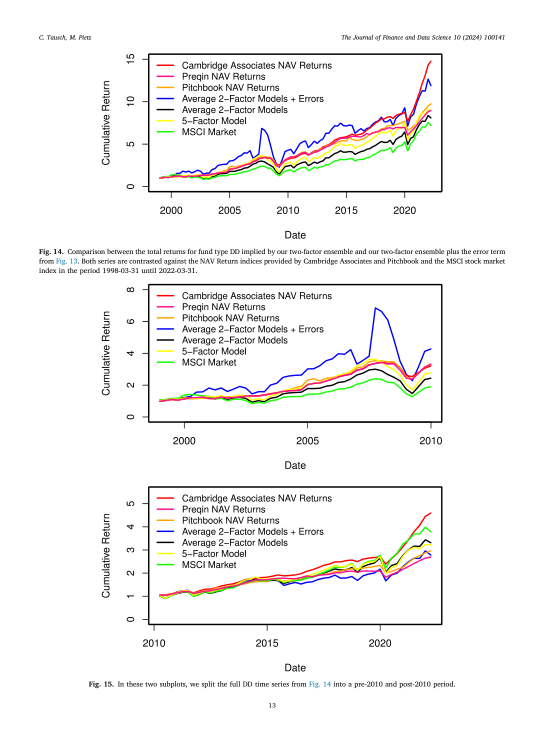 C. Tausch, M. Pietz
The Journal of Finance and Data Science 10 (2024) 100141
Cambridge Associates NAV Returns
Preqin NAV Returns
Pitchbook NAV Returns
Average 2−Factor Models + Errors
Average 2−Factor Models
5−Factor Model
MSCI Market
Cumulative Return
0
5
10
15
2000
2005
2010
2015
2020
Date
Fig. 14. Comparison between the total returns for fund type DD implied by our two-factor ensemble and our two-factor ensemble plus the error term
from Fig. 13. Both series are contrasted against the NAV Return indices provided by Cambridge Associates and Pitchbook and the MSCI stock market
index in the period 1998-03-31 until 2022-03-31.
Cambridge Associates NAV Returns
Preqin NAV Returns
Pitchbook NAV Returns
Average 2−Factor Models + Errors
Average 2−Factor Models
5−Factor Model
MSCI Market
Cumulative Return
0
2
4
6
8
2000
2005
2010
Date
Cambridge Associates NAV Returns
Preqin NAV Returns
Pitchbook NAV Returns
Average 2−Factor Models + Errors
Average 2−Factor Models
5−Factor Model
MSCI Market
Cumulative Return
0
1
2
3
4
5
2010
2015
2020
Date
Fig. 15. In these two subplots, we split the full DD time series from Fig. 14 into a pre-2010 and post-2010 period.
13